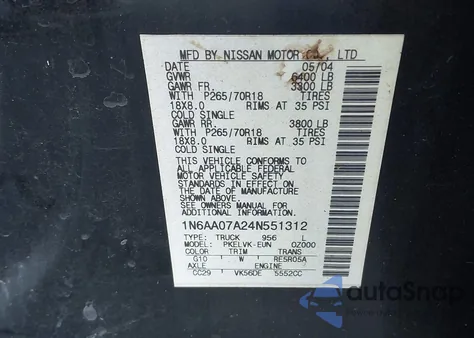 MFD BY NISSAN MOTOR CO., LTD
DATE 05/04
GVWR 6400 LB
GAWR FR. 3300 LB
WITH P265/70R18 TIRES
18X8.0 RIMS AT 35 PSI
COLD SINGLE
GAWR RR. 3800 LB
WITH P265/70R18 TIRES
18X8.0 RIMS AT 35 PSI
COLD SINGLE
THIS VEHICLE CONFORMS TO
ALL APPLICABLE FEDERAL
MOTOR VEHICLE SAFETY
STANDARDS IN EFFECT ON
THE DATE OF MANUFACTURE
SHOWN ABOVE.
SEE OWNERS MANUAL FOR
ADDITIONAL INFORMATION.
1N6AA07A24N551312
TYPE: TRUCK 956 L
MODEL: PKELVK-EUN OZ000
COLOR TRIM TRANS
G10 W RE5R05A
AXLE ENGINE
CC29 VK56DE 5552CC
autoSnap